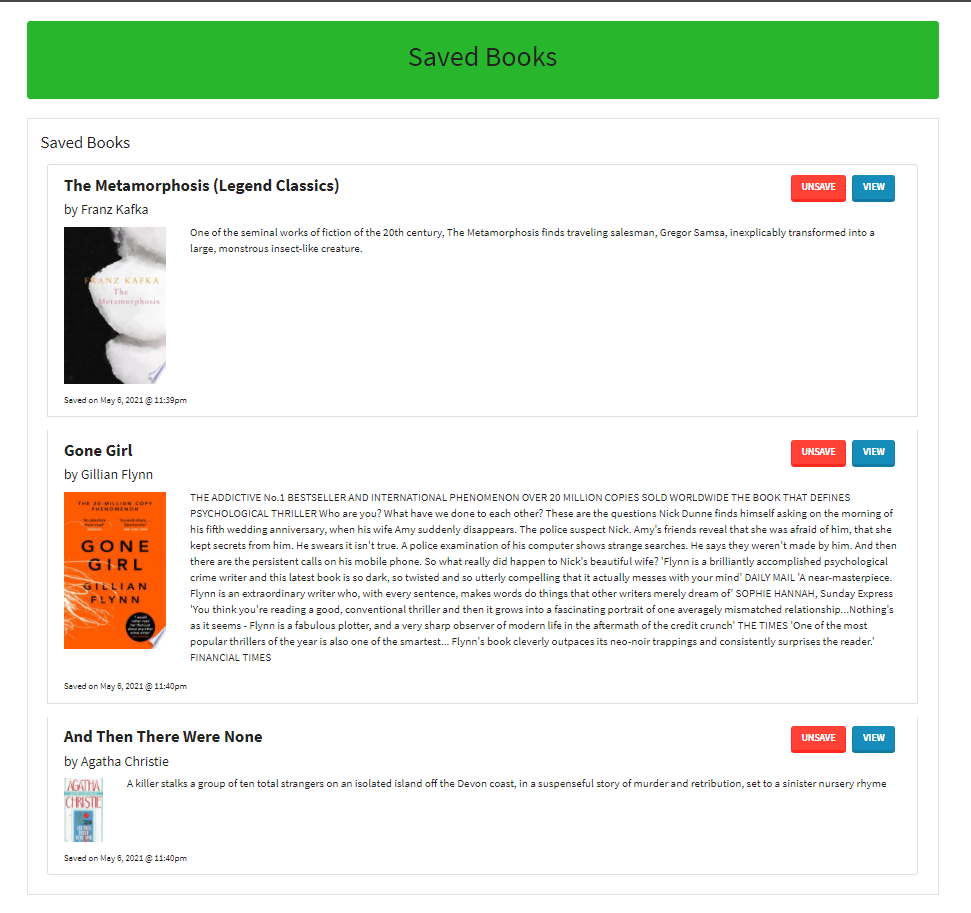 Saved Books
Saved Books
The Metamorphosis (Legend Classics)
UNSAVE
VIEW
by Franz Kafka
One of the seminal works of fiction of the 20th century, The Metamorphosis finds traveling salesman, Gregor Samsa, inexplicably transformed into a
large, monstrous insect-like creature.
FRANZ KAFKA
The
Metamorphosis
Saved on May 6, 2021 @ 11:39pm
Gone Girl
UNSAVE
VIEW
by Gillian Flynn
THE ADDICTIVE No.1 BESTSELLER AND INTERNATIONAL PHENOMENON OVER 20 MILLION COPIES SOLD WORLDWIDE THE BOOK THAT DEFINES
PSYCHOLOGICAL THRILLER Who are you? What have we done to each other? These are the questions Nick Dunne finds himself asking on the morning of
his fifth wedding anniversary, when his wife Amy suddenly disappears. The police suspect Nick. Amy's friends reveal that she was afraid of him, that she
kept secrets from him. He swears it isn't true. A police examination of his computer shows strange searches. He says they weren't made by him. And then
there are the persistent calls on his mobile phone. So what really did happen to Nick's beautiful wife? 'Flynn is a brilliantly accomplished psychological
crime writer and this latest book is so dark, so twisted and so utterly compelling that it actually messes with your mind' DAILY MAIL 'A near-masterpiece.
Flynn is an extraordinary writer who, with every sentence, makes words do things that other writers merely dream of' SOPHIE HANNAH, Sunday Express
'You think you're reading a good, conventional thriller and then it grows into a fascinating portrait of one averagely mismatched relationship...Nothing's
as it seems - Flynn is a fabulous plotter, and a very sharp observer of modern life in the aftermath of the credit crunch' THE TIMES 'One of the most
popular thrillers of the year is also one of the smartest... Flynn's book cleverly outpaces its neo-noir trappings and consistently surprises the reader.'
FINANCIAL TIMES
THE 20-MILLION COPY
PHENOMENON
GONE
GIRL
GILLIAN
FLYNN
Saved on May 6, 2021 @ 11:40pm
And Then There Were None
UNSAVE
VIEW
by Agatha Christie
A killer stalks a group of ten total strangers on an isolated island off the Devon coast, in a suspenseful story of murder and retribution, set to a sinister nursery rhyme
AGATHA
CHRISTIE
Saved on May 6, 2021 @ 11:40pm